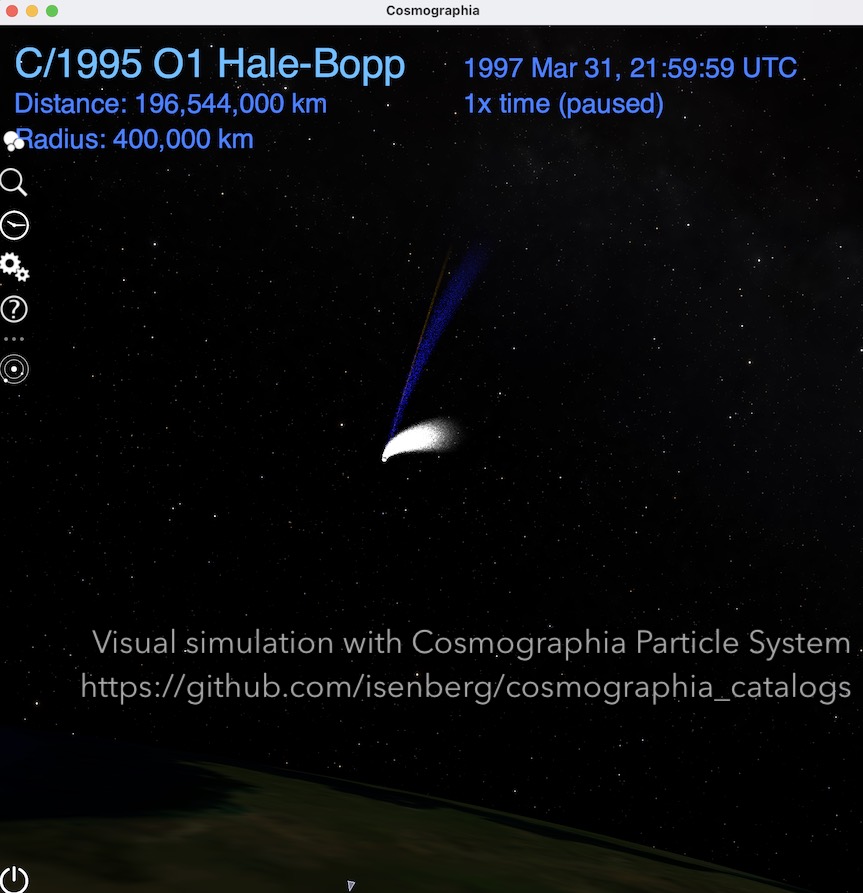 Cosmographia
C/1995 O1 Hale-Bopp
1997 Mar 31, 21:59:59 UTC
Distance: 196,544,000 km
1x time (paused)
Radius: 400,000 km
?
Visual simulation with Cosmographia Particle System
https://github.com/isenberg/cosmographia_catalogs